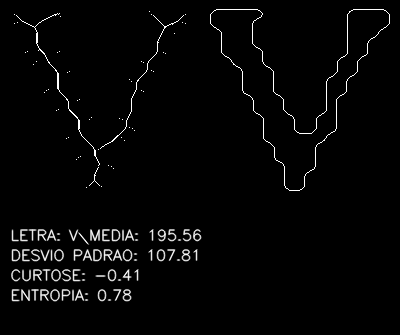 LETRA: V\MEDIA: 195.56
DESVIO PADRAO: 107.81
CURTOSE: -0.41
ENTROPIA: 0.78